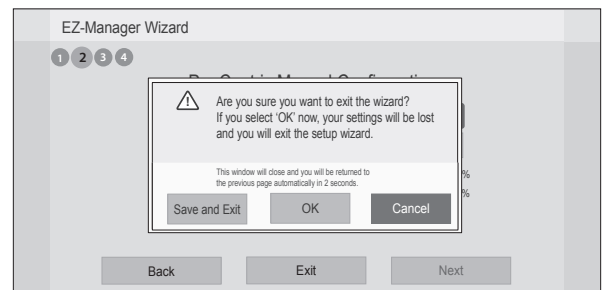 EZ-Manager Wizard
1 2 3 4
Are you sure you want to exit the wizard?
If you select 'OK' now, your settings will be lost
and you will exit the setup wizard.
This window will close and you will be returned to
the previous page automatically in 2 seconds.
%
%
Save and Exit OK Cancel
Back Exit Next